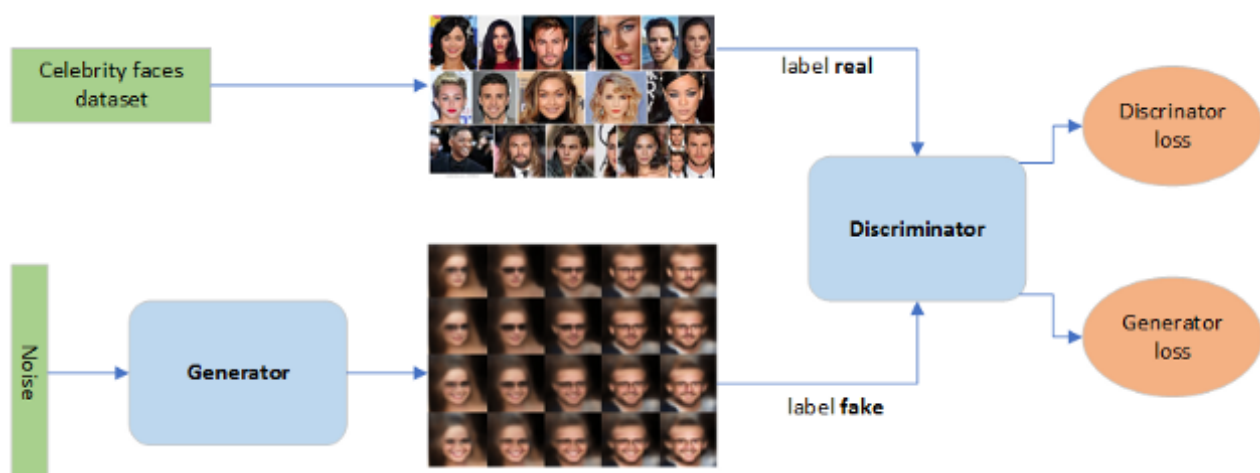 Celebrity faces
dataset
label real
Discrinator
loss
Discriminator
Noise
Generator
Generator
loss
label fake